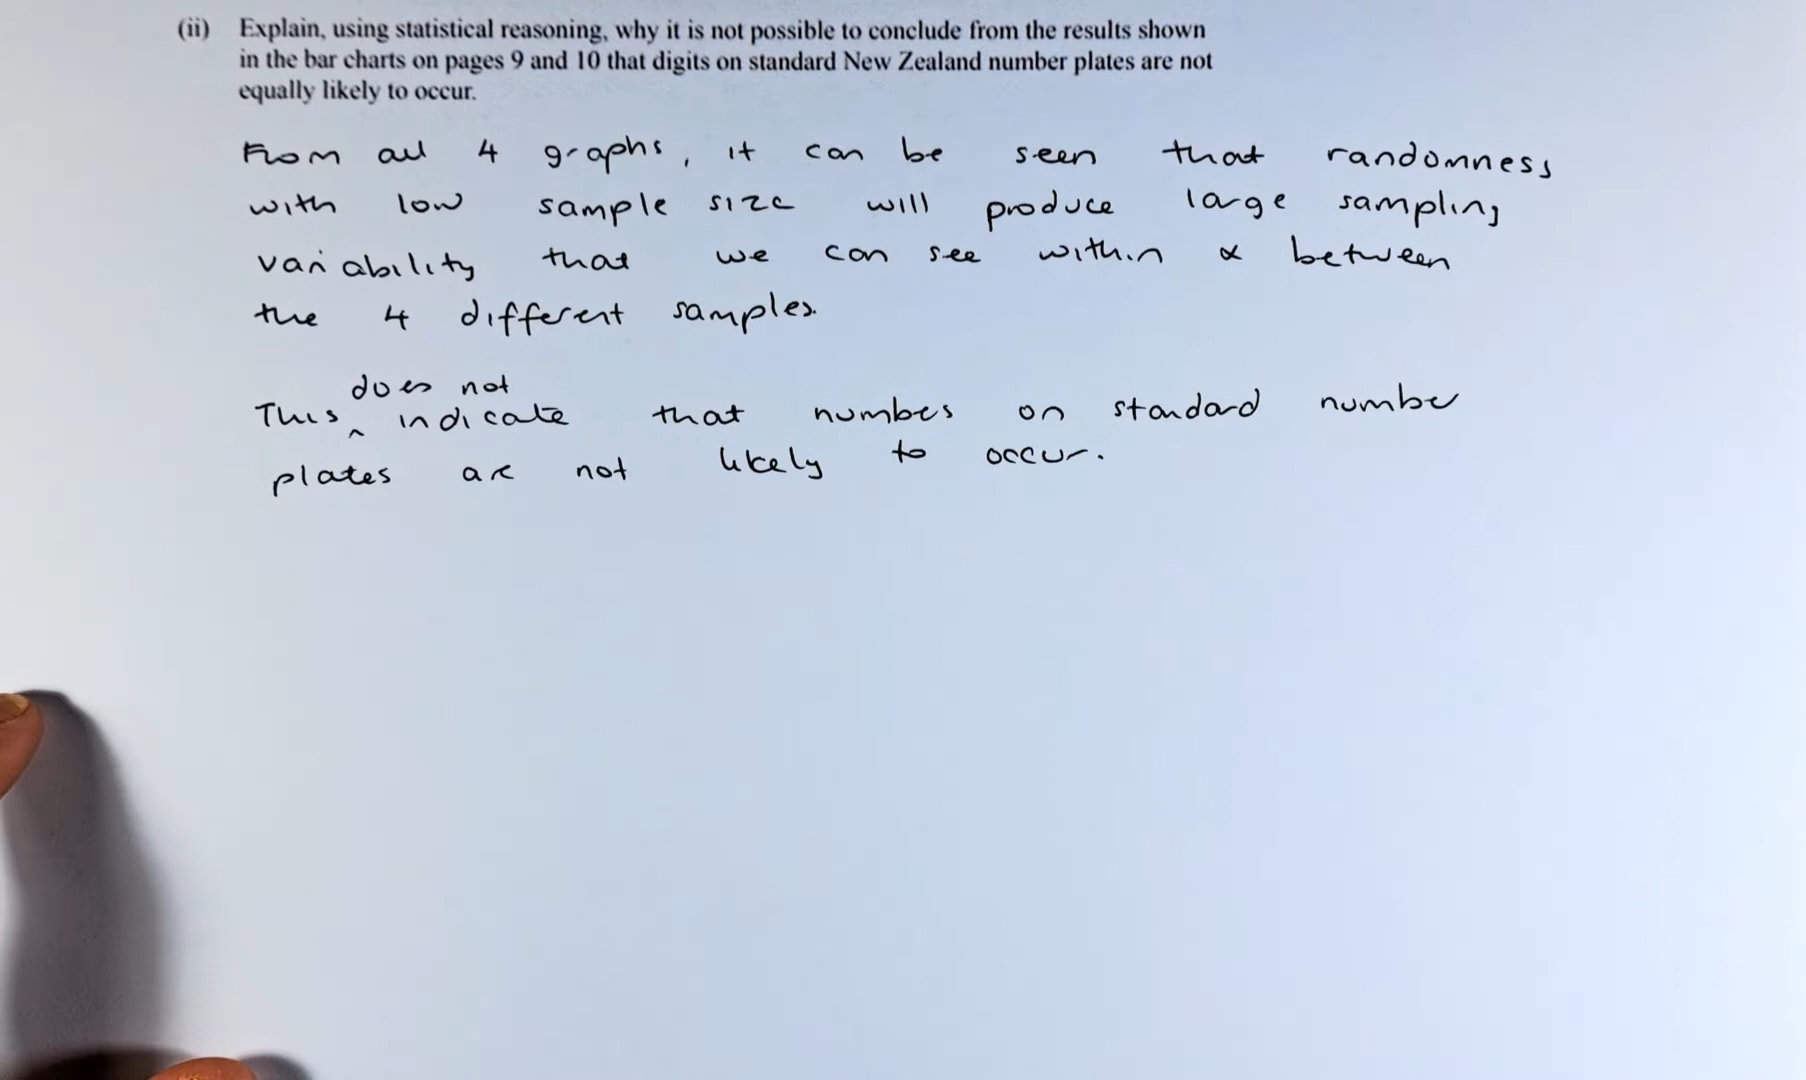 (ii) Explain, using statistical reasoning, why it is not possible to conclude from the results shown
in the bar charts on pages 9 and 10 that digits on standard New Zealand number plates are not
equally likely to occur.
From all 4 graphs, it can be seen that randomness
with low sample size will produce large sampling
variability that we can see within & between
the 4 different samples.
does not
This ^ indicate that numbers on standard number
plates are not likely to occur.